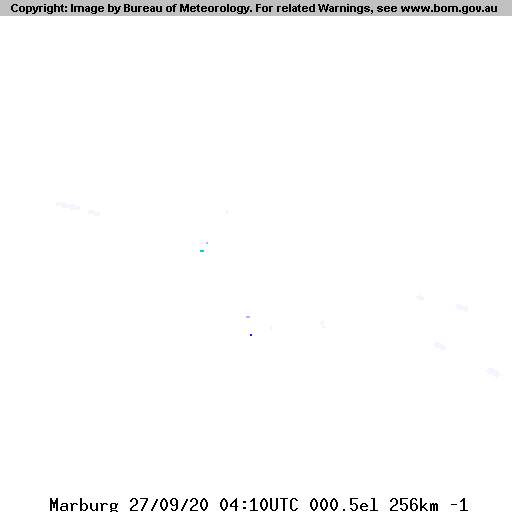 Copyright: Image by Bureau of Meteorology. For related Warnings, see www.bom.gov.au
Marburg 27/09/20 04:10UTC 000.5el 256km -1